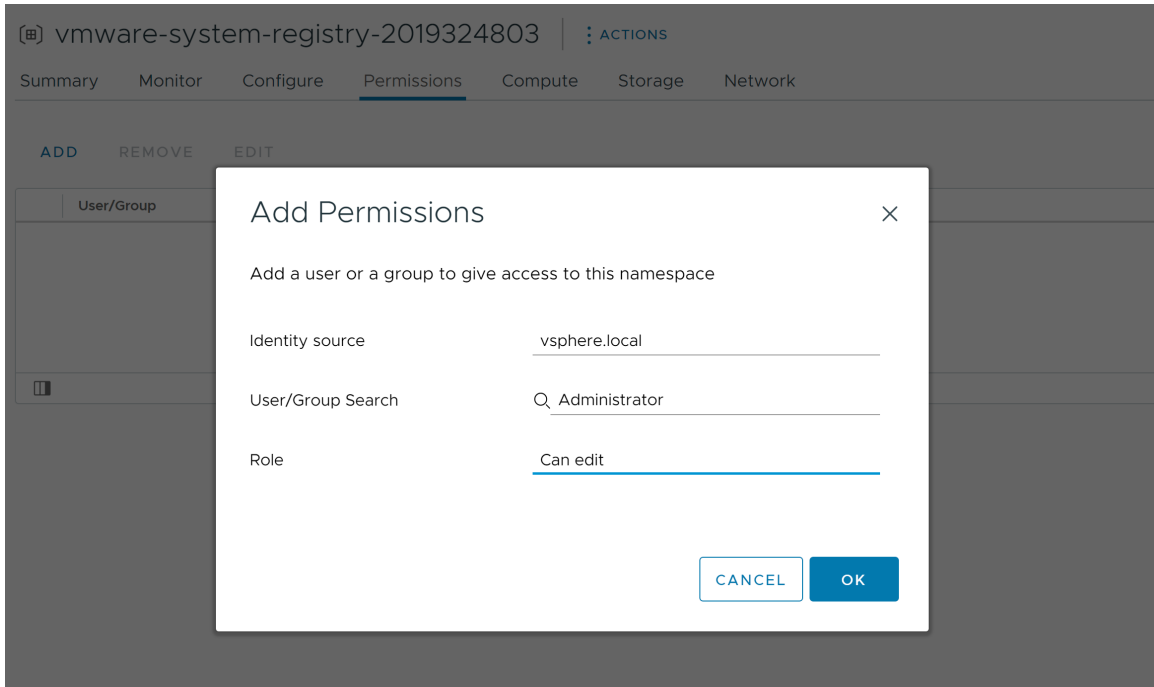 vmware-system-registry-2019324803 ACTIONS
Summary Monitor Configure Permissions Compute Storage Network
ADD REMOVE EDIT
User/Group
Add Permissions
Add a user or a group to give access to this namespace
Identity source vsphere.local
User/Group Search Administrator
Role Can edit
CANCEL OK